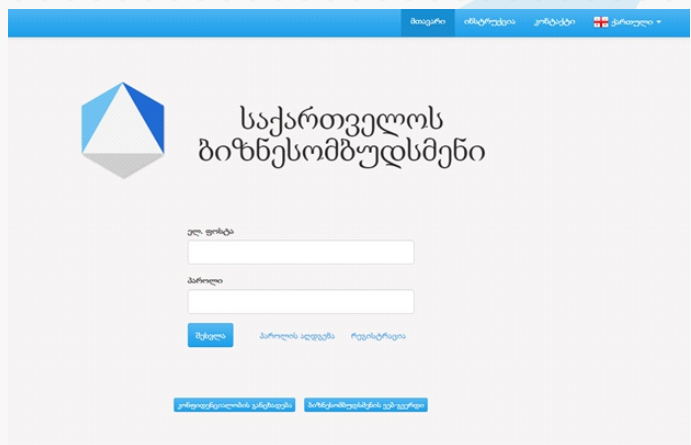 მთავარი ინსტრუქცია კონტაქტი ქართული
საქართველოს
ბიზნესომბუდსმენი
ელ. ფოსტა
პაროლი
შესვლა პაროლის აღდგენა რეგისტრაცია
კონფიდენციალობის განცხადება ბიზნესომბუდსმენის ვებ-გვერდი